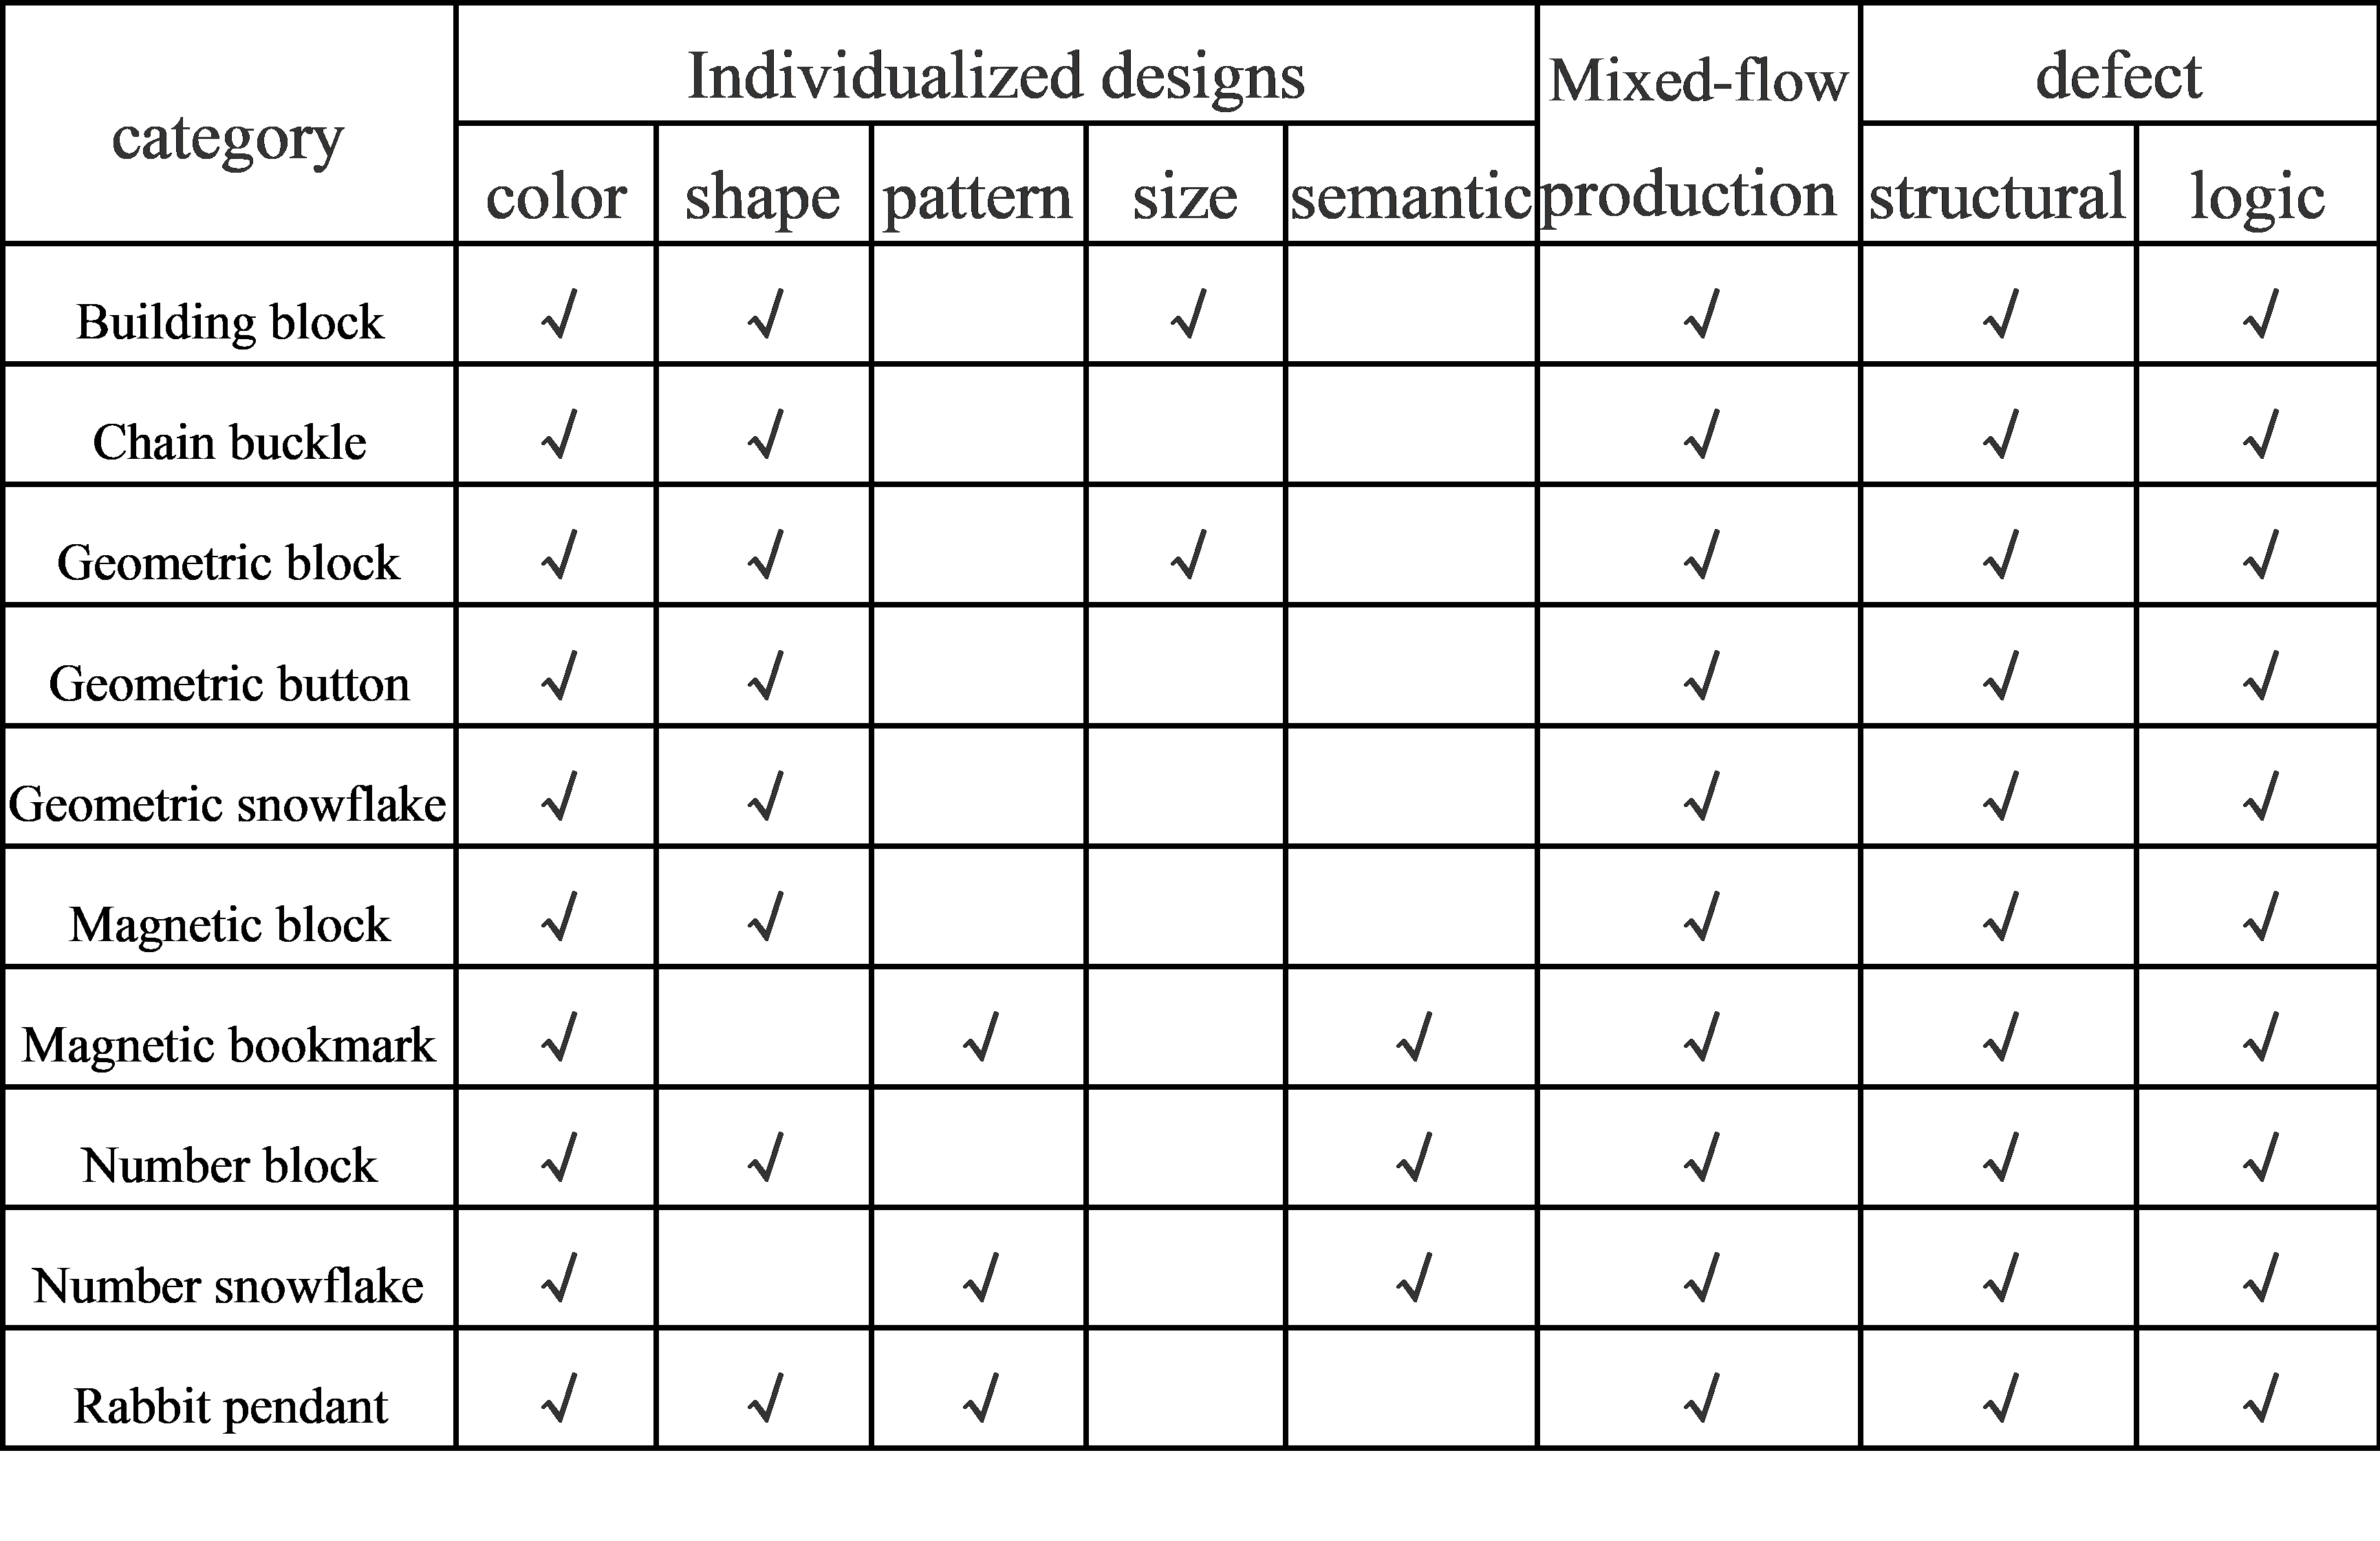 category Individualized designs Mixed-flow production defect
color shape pattern size semantic structural logic
Building block √ √ √ √ √ √
Chain buckle √ √ √ √ √
Geometric block √ √ √ √ √ √
Geometric button √ √ √ √ √
Geometric snowflake √ √ √ √ √
Magnetic block √ √ √ √ √
Magnetic bookmark √ √ √ √ √ √
Number block √ √ √ √ √ √
Number snowflake √ √ √ √ √ √
Rabbit pendant √ √ √ √ √ √